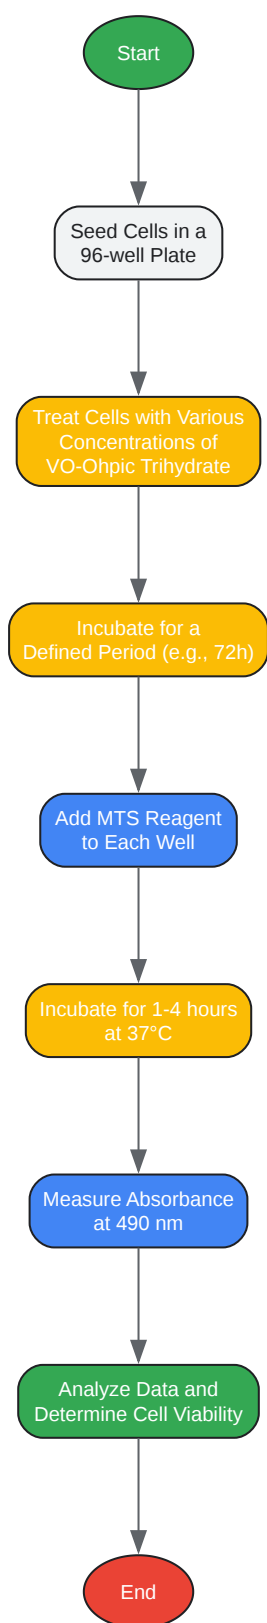 Start
Seed Cells in a
96-well Plate
Treat Cells with Various
Concentrations of
VO-Ohpic Trihydrate
Incubate for a
Defined Period (e.g., 72h)
Add MTS Reagent
to Each Well
Incubate for 1-4 hours
at 37°C
Measure Absorbance
at 490 nm
Analyze Data and
Determine Cell Viability
End